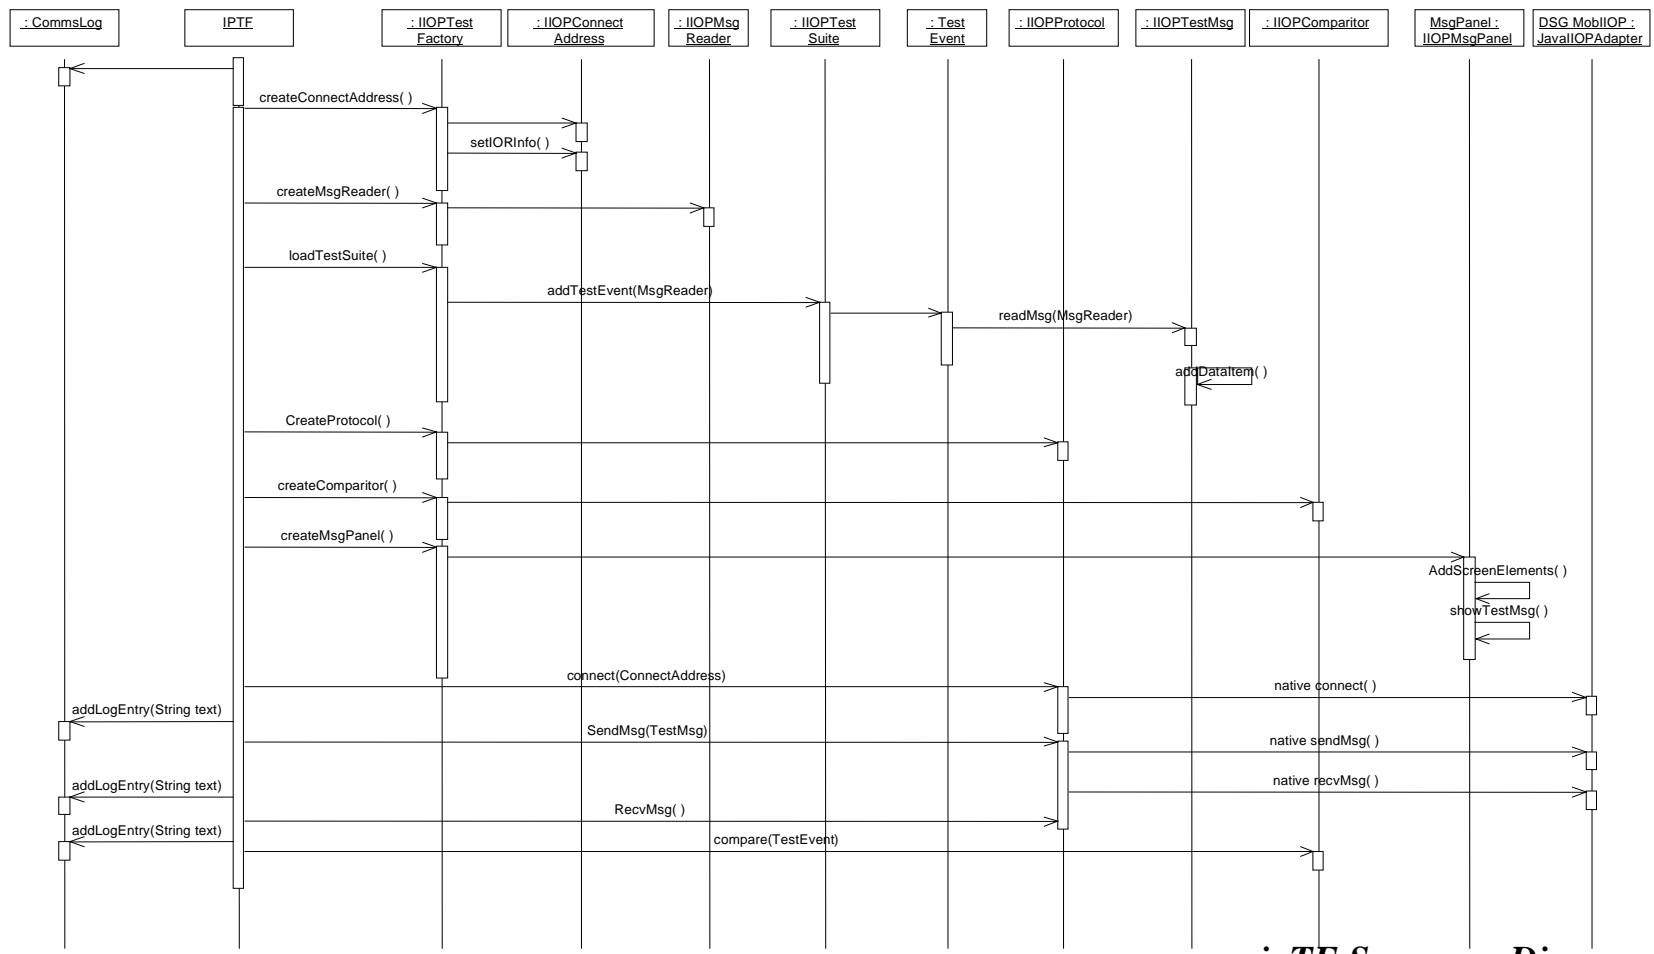 : CommsLog
IPTF
: IIOPTest
Factory
: IIOPConnect
Address
: IIOPMsg
Reader
: IIOPTest
Suite
: Test
Event
: IIOPProtocol
: IIOPTestMsg
: IIOPComparitor
MsgPanel :
IIOPMsgPanel
DSG MobIIOP :
JavaIIOPAdapter
createConnectAddress( )
setIORInfo( )
createMsgReader( )
loadTestSuite( )
addTestEvent(MsgReader)
readMsg(MsgReader)
addDataItem( )
CreateProtocol( )
createComparitor( )
createMsgPanel( )
AddScreenElements( )
showTestMsg( )
connect(ConnectAddress)
native connect( )
addLogEntry(String text)
SendMsg(TestMsg)
native sendMsg( )
native recvMsg( )
addLogEntry(String text)
RecvMsg( )
addLogEntry(String text)
compare(TestEvent)